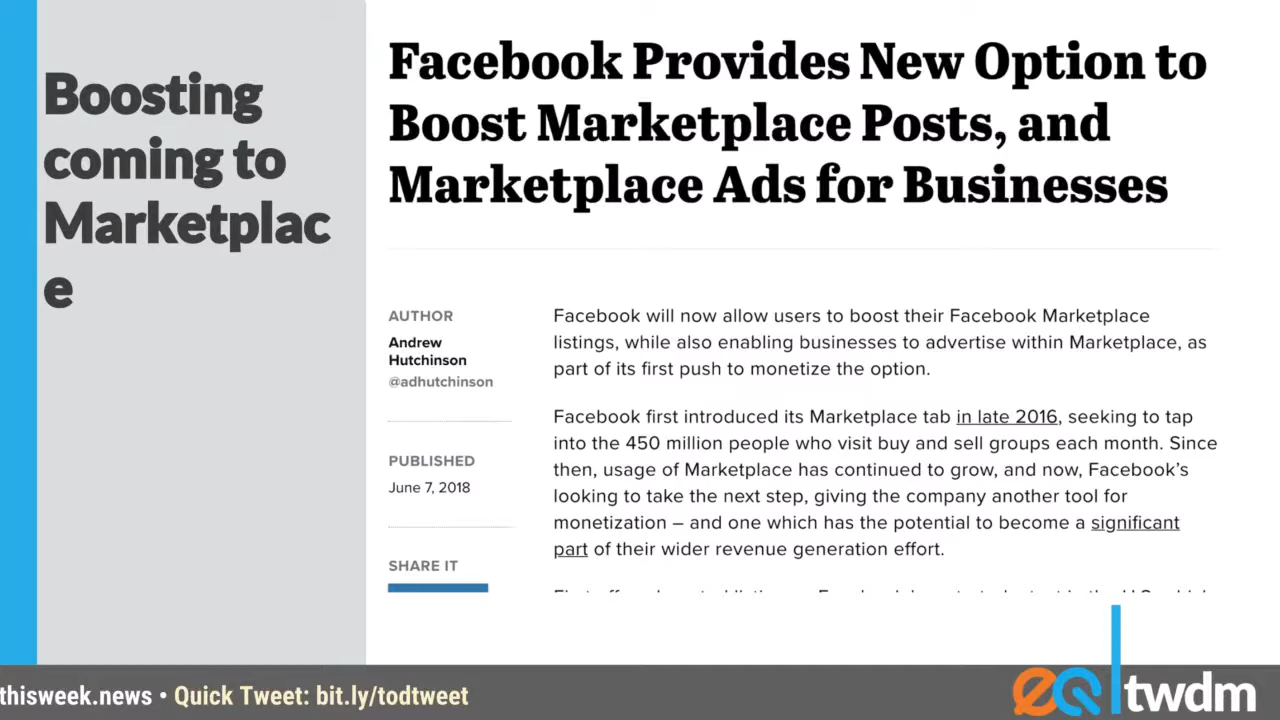 Boosting
coming to
Marketplac
e
Facebook Provides New Option to
Boost Marketplace Posts, and
Marketplace Ads for Businesses
AUTHOR
Andrew
Hutchinson
@adhutchinson
PUBLISHED
June 7, 2018
SHARE IT
Facebook will now allow users to boost their Facebook Marketplace
listings, while also enabling businesses to advertise within Marketplace, as
part of its first push to monetize the option.
Facebook first introduced its Marketplace tab in late 2016, seeking to tap
into the 450 million people who visit buy and sell groups each month. Since
then, usage of Marketplace has continued to grow, and now, Facebook's
looking to take the next step, giving the company another tool for
monetization – and one which has the potential to become a significant
part of their wider revenue generation effort.
thisweek.news • Quick Tweet: bit.ly/todtweet
eQ twdm